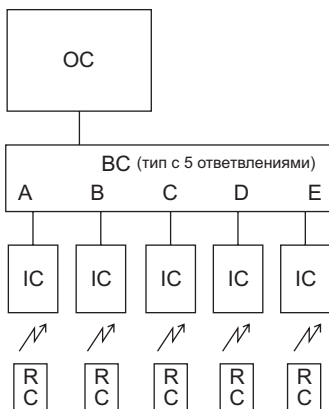 OC
BC (тип с 5 ответвлениями)
A B C D E
IC IC IC IC IC
R R R R R
C C C C C